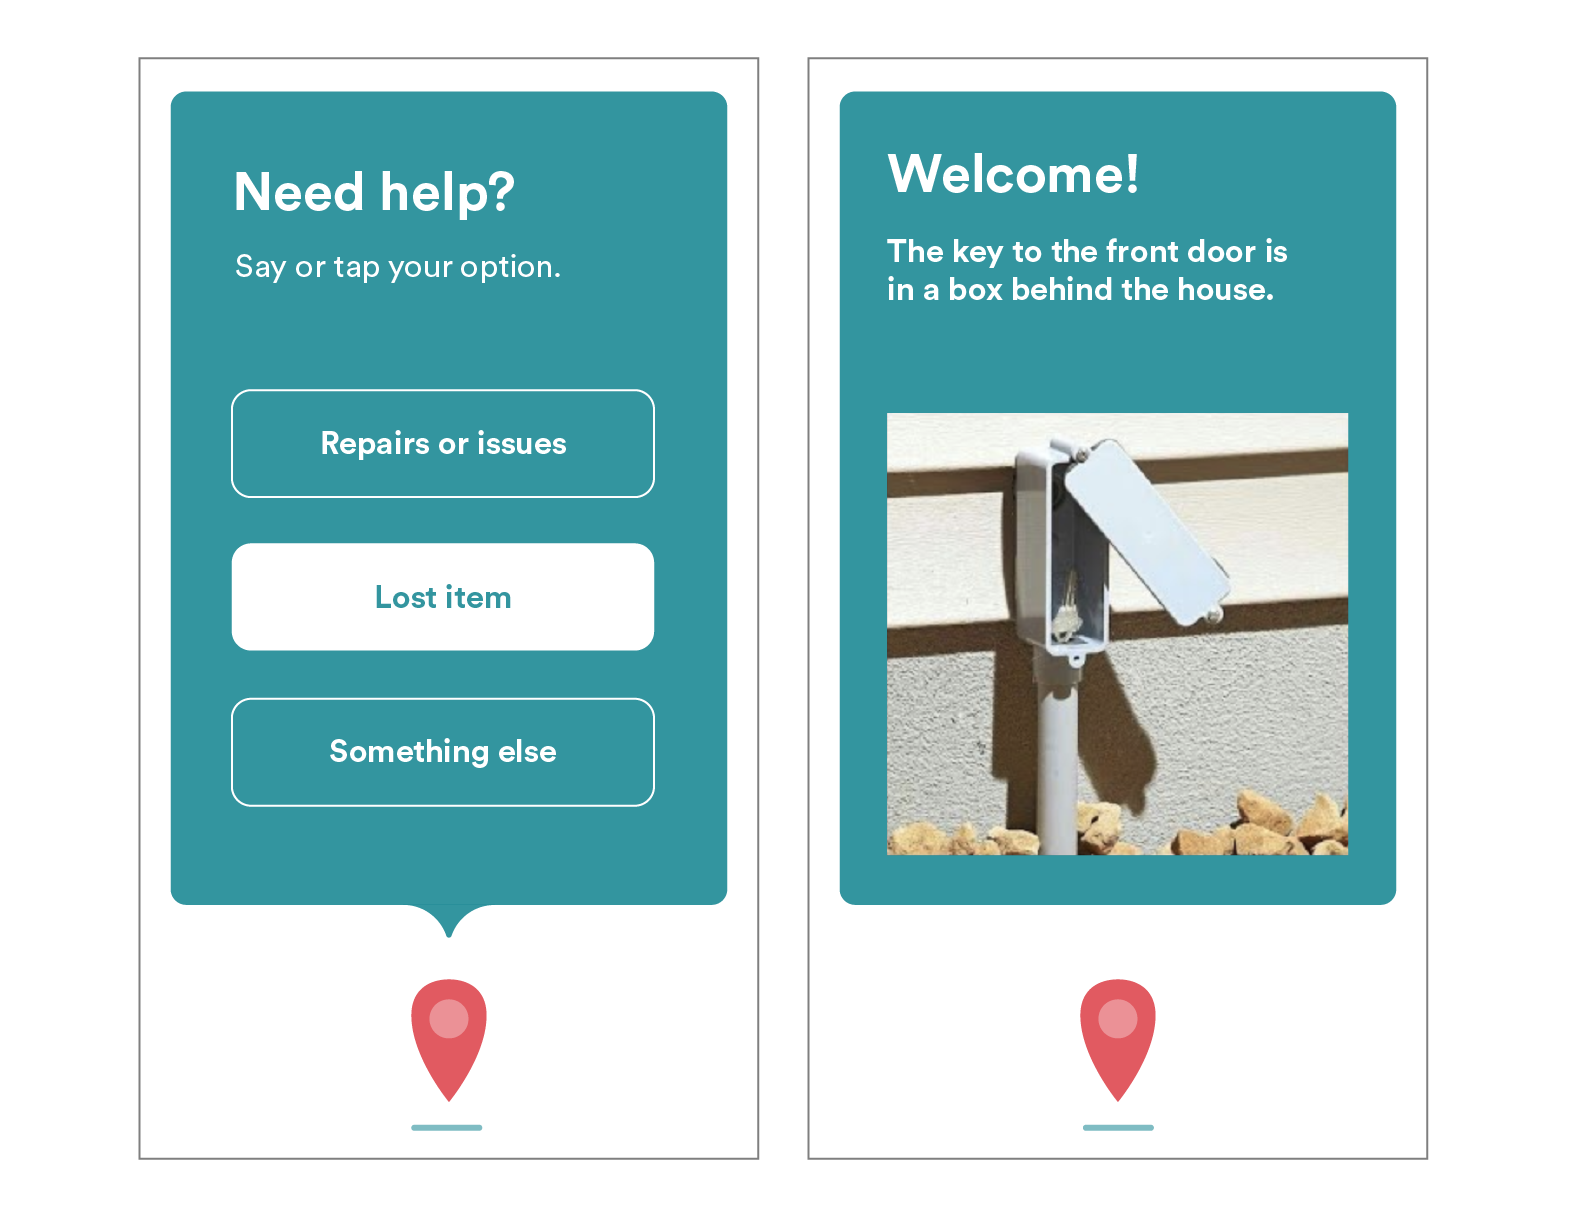 Need help?
Say or tap your option.
Repairs or issues
Lost item
Something else
Welcome!
The key to the front door is
in a box behind the house.